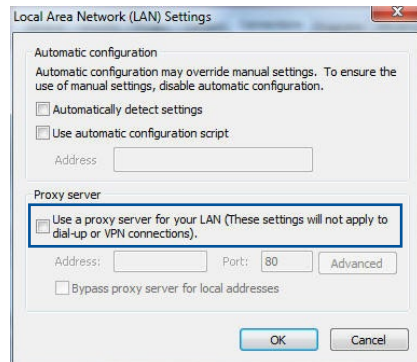 Local Area Network (LAN) Settings
Automatic configuration
Automatic configuration may override manual settings. To ensure the
use of manual settings, disable automatic configuration.
Automatically detect settings
Use automatic configuration script
Address
Proxy server
Use a proxy server for your LAN (These settings will not apply to
dial-up or VPN connections).
Address:
Port:
80
Advanced
Bypass proxy server for local addresses
OK
Cancel